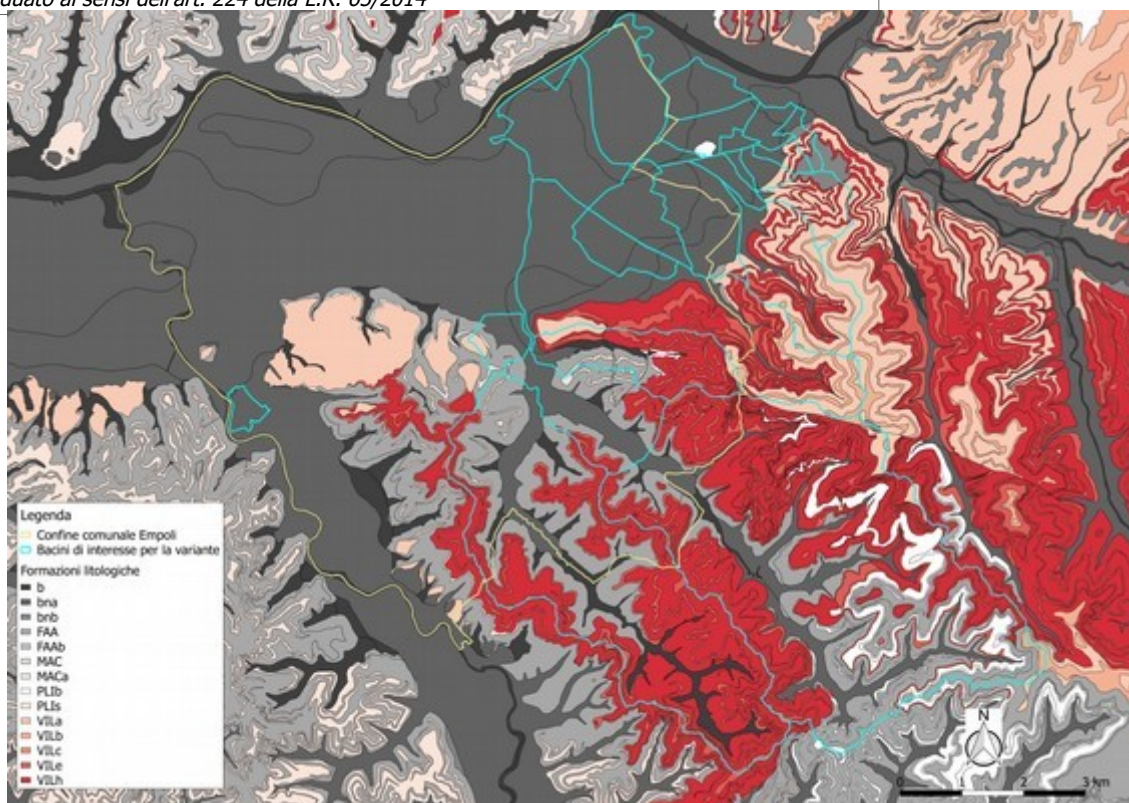 duato ai sensi dell'art. 224 della L.R. 65/2014
Legenda
Confine comunale Empoli
Bacini di interesse per la variante
Formazioni litologiche
b
bna
bnb
FAA
FAAb
MAC
MACa
PLIb
PLIs
VILa
VILb
VILc
VILe
VILh
N
0 1 2 3 km